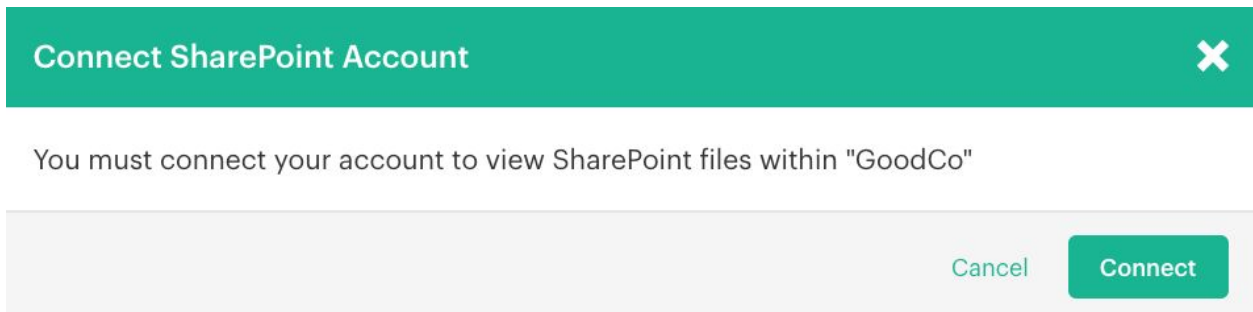 Connect SharePoint Account
You must connect your account to view SharePoint files within "GoodCo"
Cancel
Connect